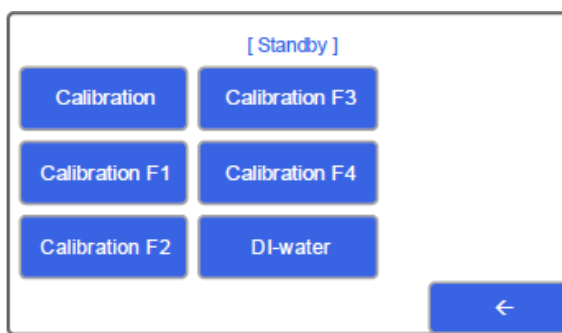 [ Standby ]
Calibration
Calibration F3
Calibration F1
Calibration F4
Calibration F2
DI-water
←